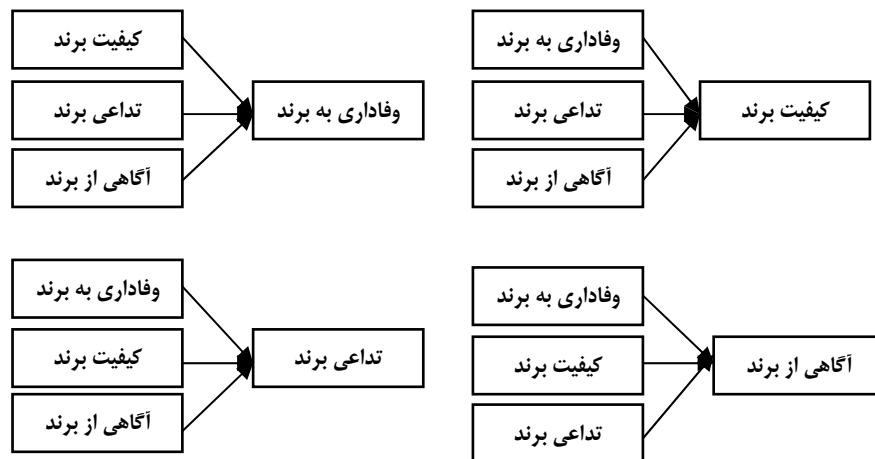 کیفیت برند
تداعی برند
آگاهی از برند
وفاداری به برند
وفاداری به برند
تداعی برند
آگاهی از برند
کیفیت برند
وفاداری به برند
کیفیت برند
آگاهی از برند
تداعی برند
وفاداری به برند
کیفیت برند
تداعی برند
آگاهی از برند